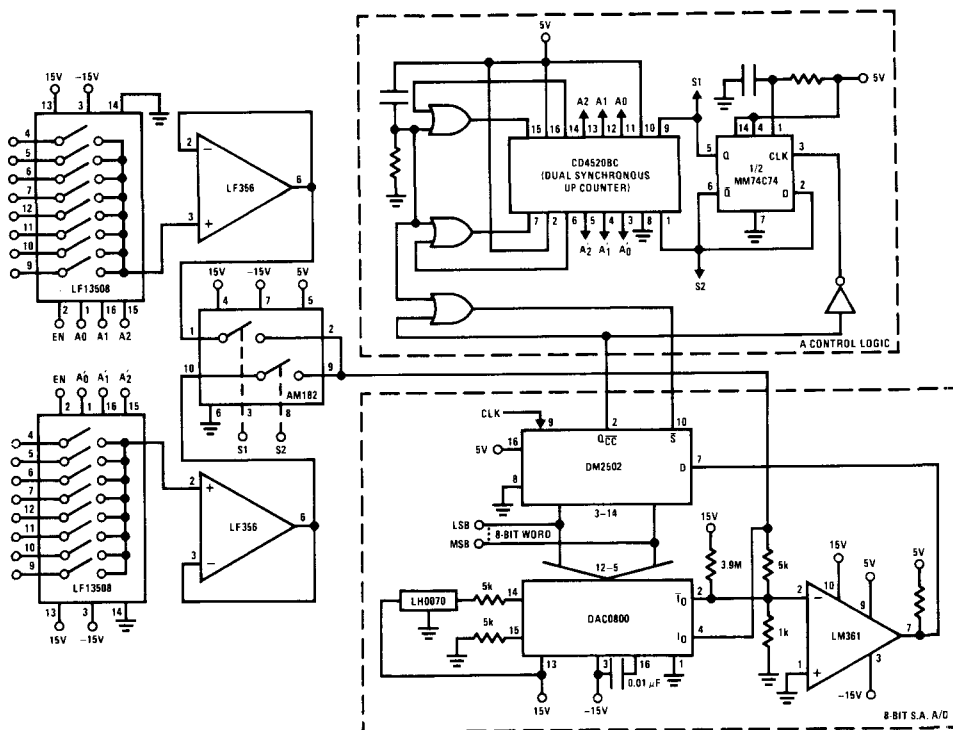 15V -15V
13 3 14
4
5
6
7
12
11
10
9
LF13508
2 1 16 15
EN A0 A1 A2
2 -
LF356
6
3 +
15V -15V 5V
4 7 5
1 2
10 9
AM182
6 3 8
S1 S2
EN A'0 A'1 A'2
2 1 16 15
4
5
6
7
12
11
10
9
LF13508
13 3 14
15V -15V
2 +
LF356
6
3 -
5V
A2 A1 A0
15 16 14 13 12 11 10 9
CD4520BC
(DUAL SYNCHRONOUS
UP COUNTER)
7 2 6 5 4 3 8 1
A'2 A'1 A'0
S1
5V
14 4 1
5 Q CLK 3
1/2
MM74C74
6 Q̅ D 2
7
S2
A CONTROL LOGIC
CLK
9 2 10
QC̅C̅ S̅
5V 16
DM2502
D 7
8
3-14
LSB
8-BIT WORD
MSB
12-5
15V
3.9M
5k
LH0070
5k 14
5k 15
DAC0800
I̅O 2
IO 4
13 3 16 1
0.01 μF
15V -15V
1k
15V 5V 5V
10 9
2 -
LM361
7
1 +
3
-15V
8-BIT S.A. A/D